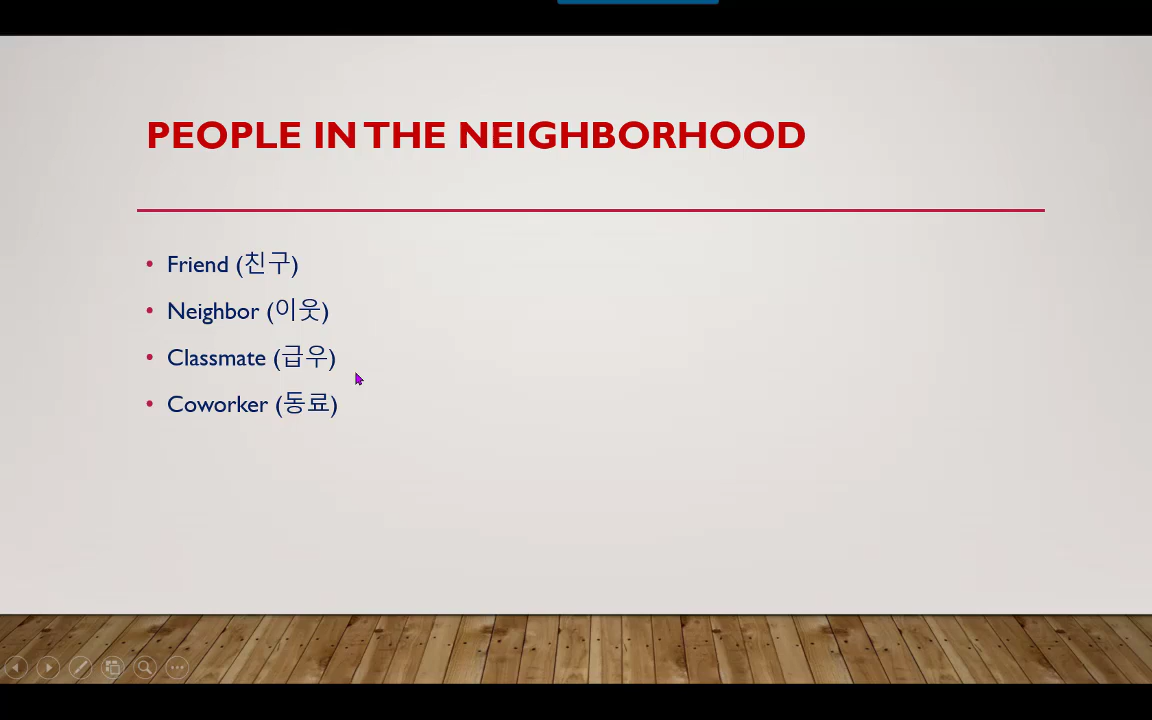 PEOPLE IN THE NEIGHBORHOOD
• Friend (친구)
• Neighbor (이웃)
• Classmate (급우)
• Coworker (동료)